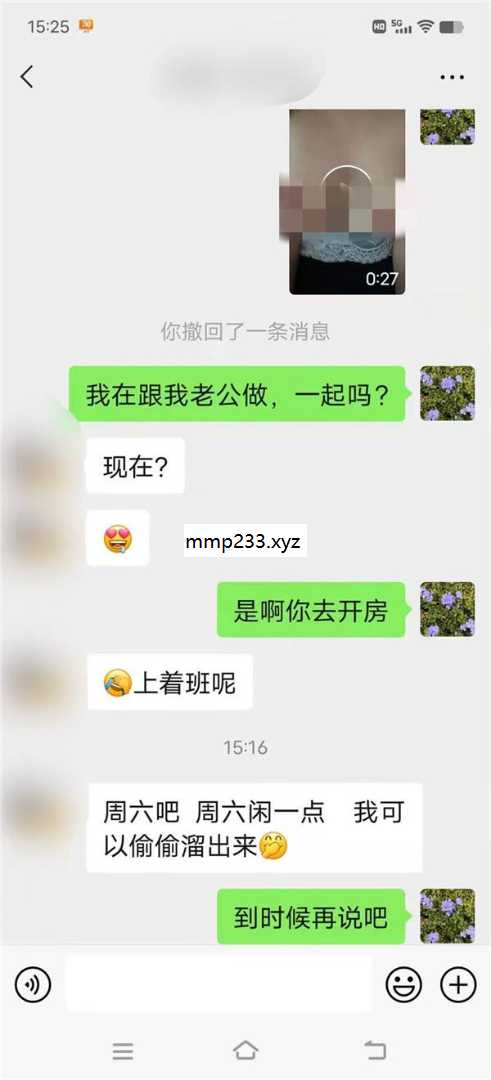 15:25
HD 5G
0:27
你撤回了一条消息
我在跟我老公做，一起吗？
现在？
mmp233.xyz
是啊你去开房
上着班呢
15:16
周六吧 周六闲一点 我可
以偷偷溜出来
到时候再说吧